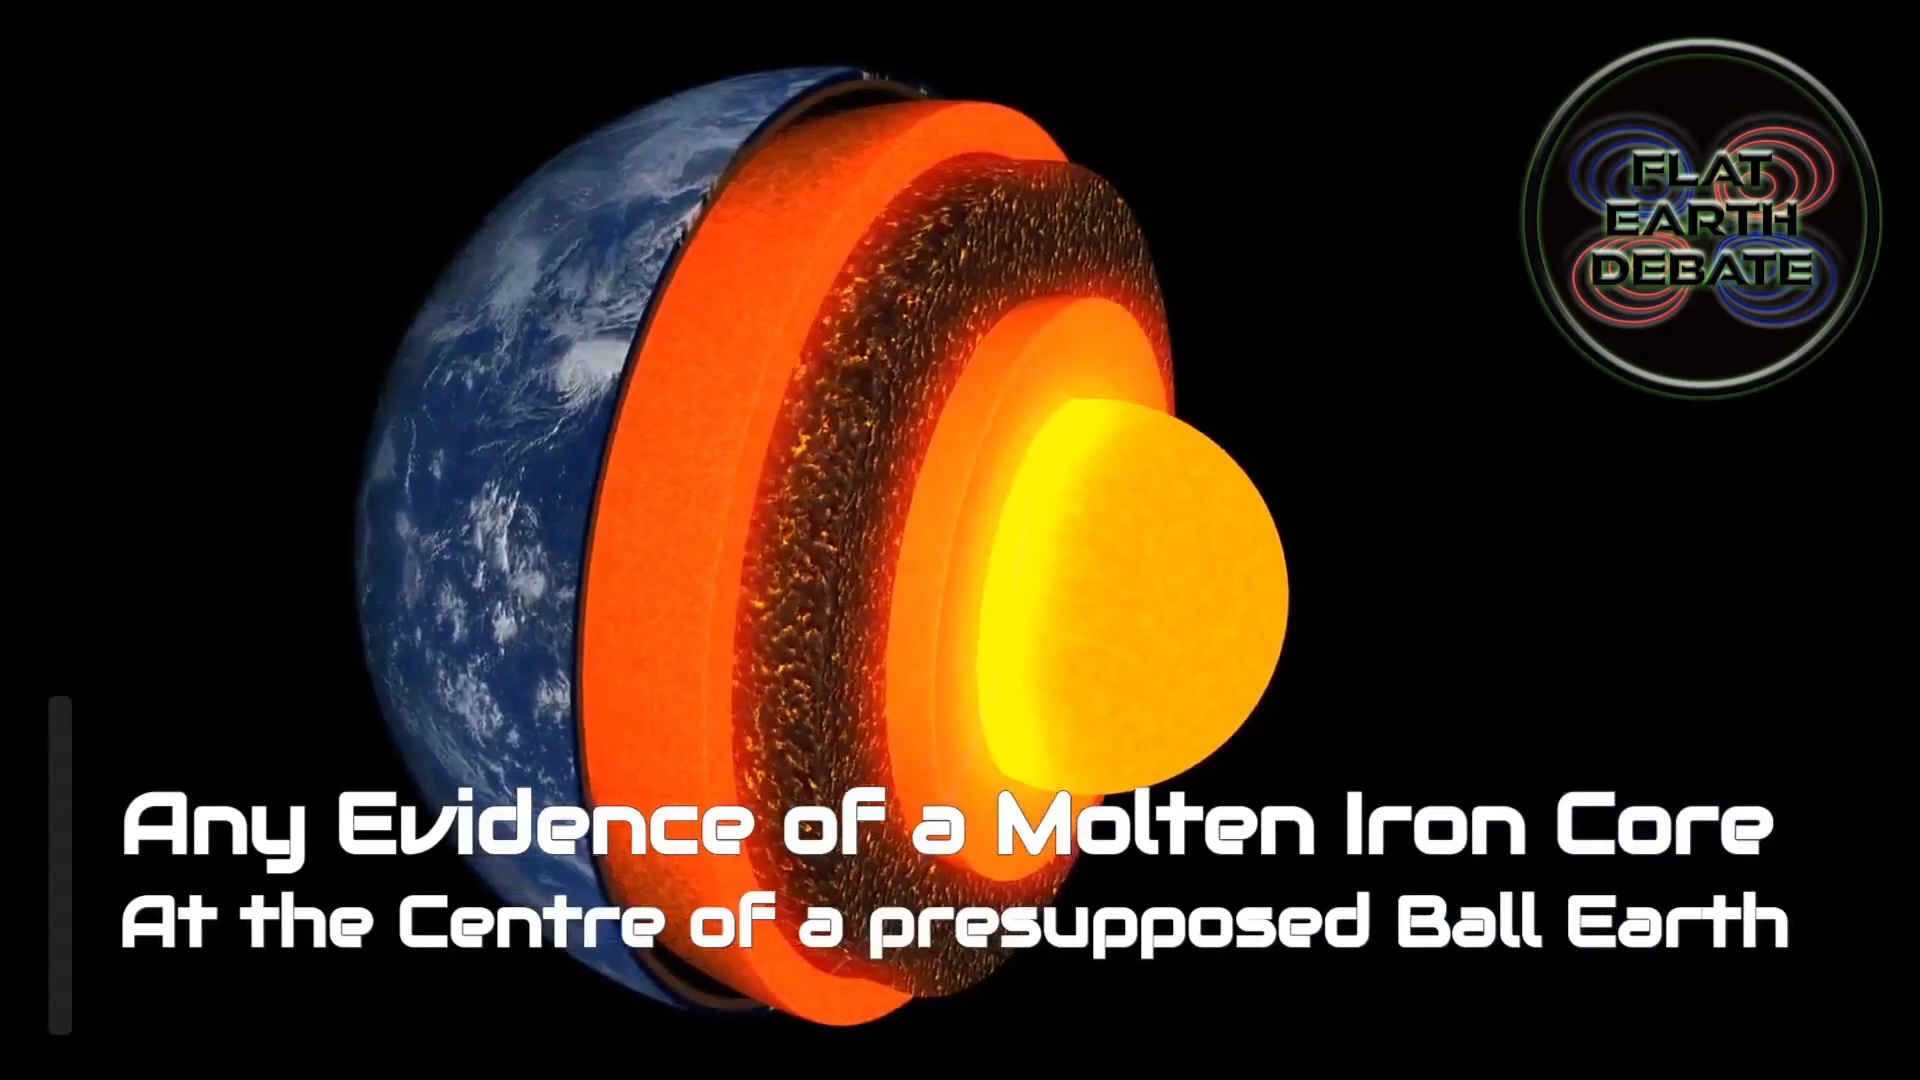 FLAT
EARTH
DEBATE
Any Evidence of a Molten Iron Core
At the Centre of a presupposed Ball Earth